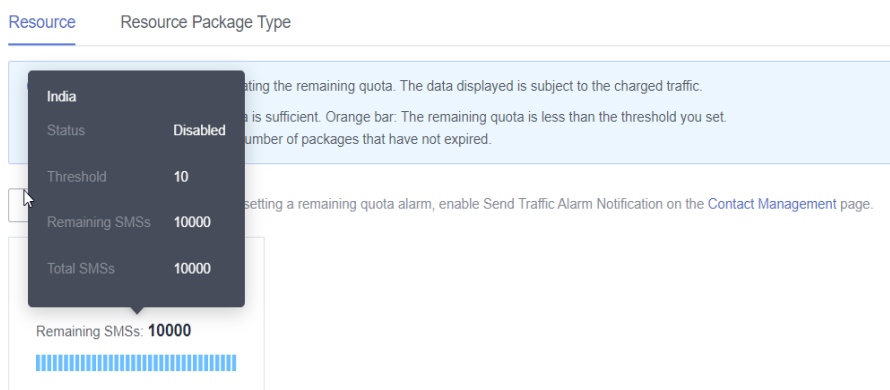 Resource Resource Package Type
ating the remaining quota. The data displayed is subject to the charged traffic.
is sufficient. Orange bar: The remaining quota is less than the threshold you set.
umber of packages that have not expired.
India
Status Disabled
Threshold 10
Remaining SMSs 10000
Total SMSs 10000
setting a remaining quota alarm, enable Send Traffic Alarm Notification on the Contact Management page.
Remaining SMSs: 10000